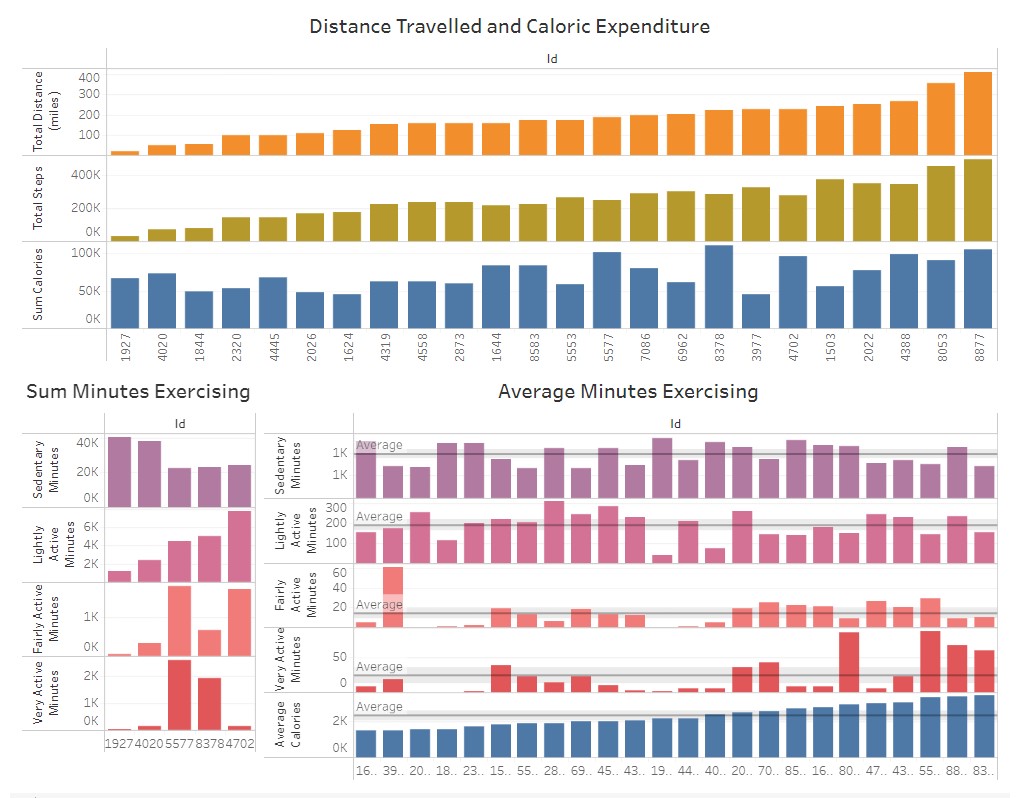 Distance Travelled and Caloric Expenditure
Id
Total Distance
(miles)
400
300
200
100
Total Steps
400K
200K
0K
Sum Calories
100K
50K
0K
1927 4020 1844 2320 4445 2026 1624 4319 4558 2873 1644 8583 5553 5577 7086 6962 8378 3977 4702 1503 2022 4388 8053 8877
Sum Minutes Exercising
Id
Sedentary
Minutes
40K
20K
0K
Lightly
Active
Minutes
6K
4K
2K
Fairly Active
Minutes
1K
0K
Very Active
Minutes
2K
1K
0K
1927 4020 5577 8378 4702
Average Minutes Exercising
Id
Sedentary
Minutes
1K
1K
Average
Lightly
Active
Minutes
300
200
100
Average
Fairly
Active
Minutes
60
40
20
Average
Very Active
Minutes
50
0
Average
Average
Calories
2K
0K
Average
16.. 39.. 20.. 18.. 23.. 15.. 55.. 28.. 69.. 45.. 43.. 19.. 44.. 40.. 20.. 70.. 85.. 16.. 80.. 47.. 43.. 55.. 88.. 83..